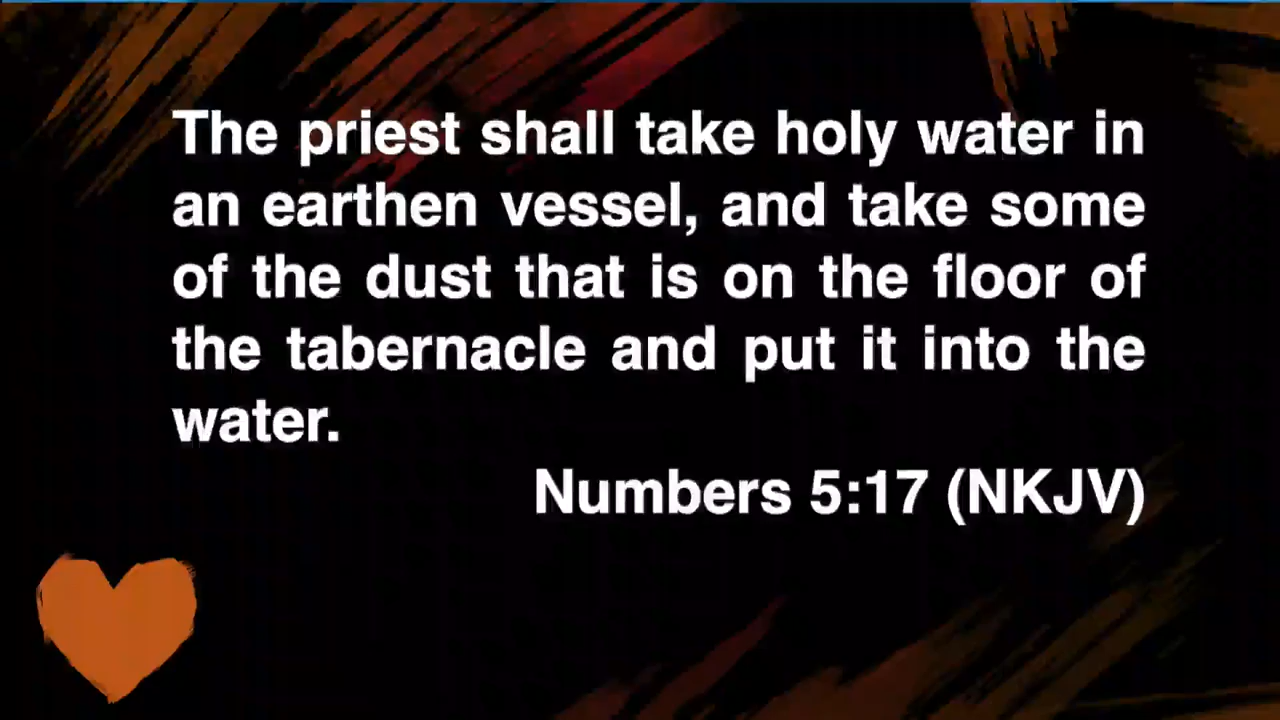 The priest shall take holy water in
an earthen vessel, and take some
of the dust that is on the floor of
the tabernacle and put it into the
water.
Numbers 5:17 (NKJV)